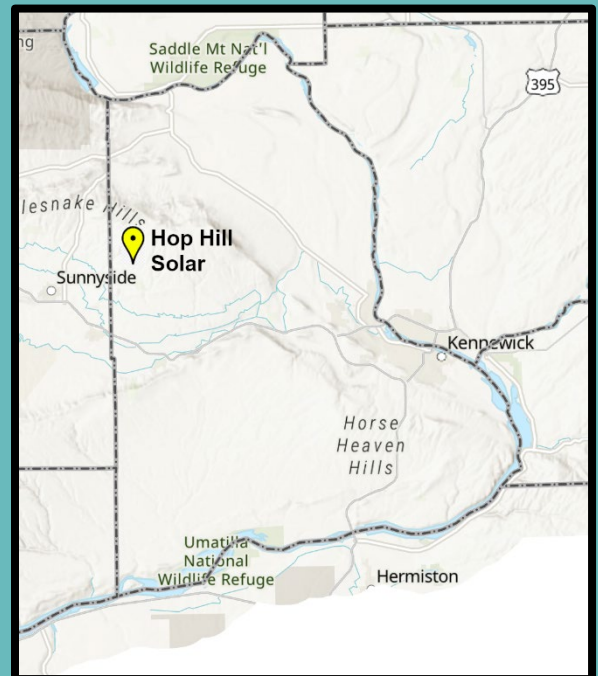 ng
Saddle Mt Nat'l
Wildlife Refuge
395
lesnake Hills
Hop Hill
Solar
Sunnyside
Kennewick
Horse
Heaven
Hills
Umatilla
National
Wildlife Refuge
Hermiston